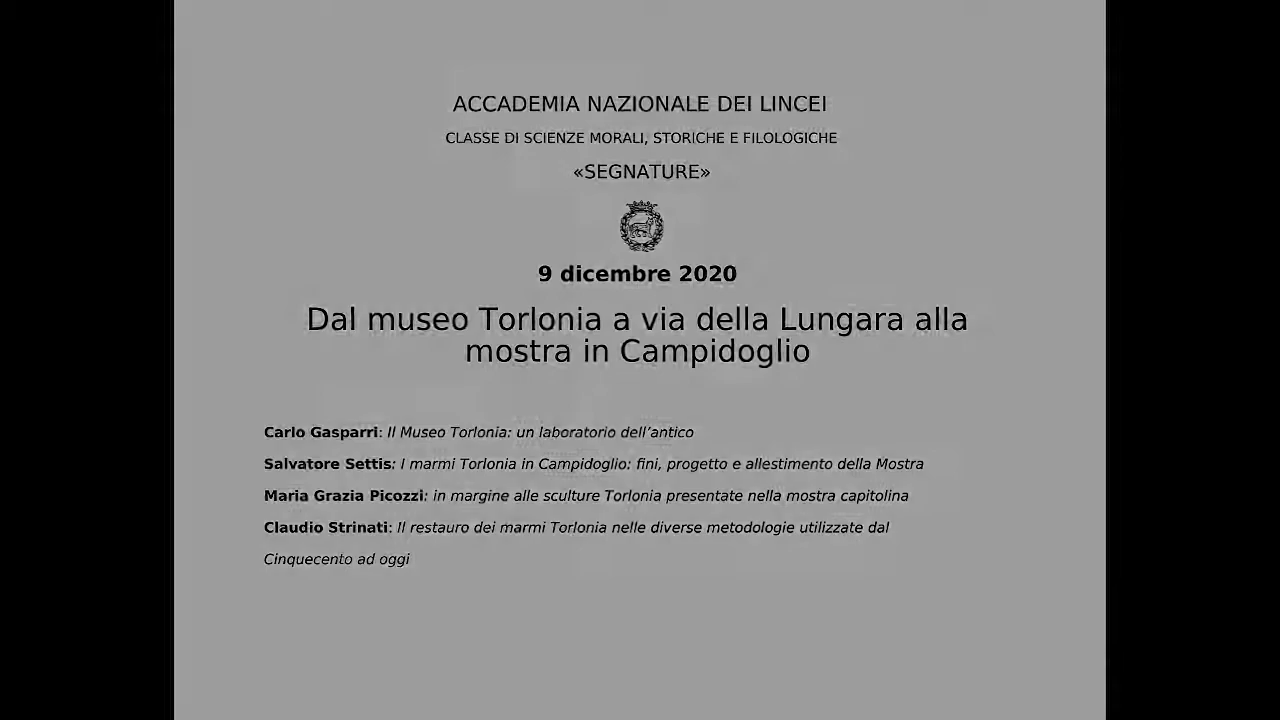 ACCADEMIA NAZIONALE DEI LINCEI
CLASSE DI SCIENZE MORALI, STORICHE E FILOLOGICHE
«SEGNATURE»
9 dicembre 2020
Dal museo Torlonia a via della Lungara alla
mostra in Campidoglio
Carlo Gasparri: Il Museo Torlonia: un laboratorio dell’antico
Salvatore Settis: I marmi Torlonia in Campidoglio: fini, progetto e allestimento della Mostra
Maria Grazia Picozzi: in margine alle sculture Torlonia presentate nella mostra capitolina
Claudio Strinati: Il restauro dei marmi Torlonia nelle diverse metodologie utilizzate dal
Cinquecento ad oggi